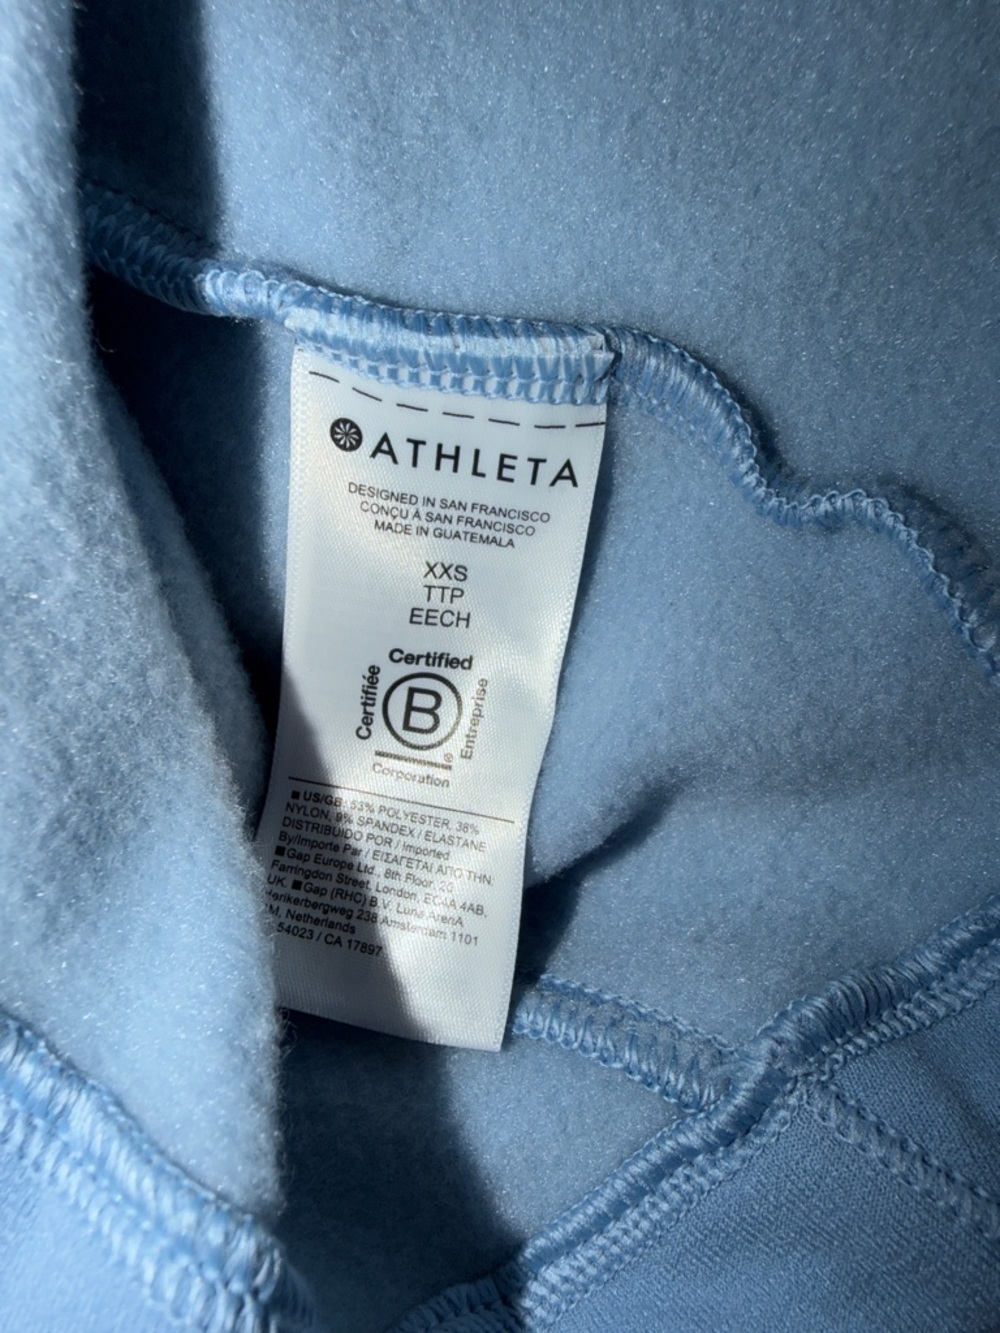 ATHLETA
DESIGNED IN SAN FRANCISCO
CONÇU À SAN FRANCISCO
MADE IN GUATEMALA
XXS
TTP
EECH
Certified
Certifiée
B
Entreprise
®
Corporation
■ US/GB: 53% POLYESTER, 38%
NYLON, 9% SPANDEX / ELASTANE
DISTRIBUIDO POR / Imported
By/Importe Par / ΕΙΣΑΓΕΤΑΙ ΑΠΟ ΤΗΝ:
■Gap Europe Ltd., 8th Floor, 20
Farringdon Street, London, EC4A 4AB,
UK. ■Gap (RHC) B.V. Luna ArenA
Herikerbergweg 238 Amsterdam 1101
CM, Netherlands
54023 / CA 17897